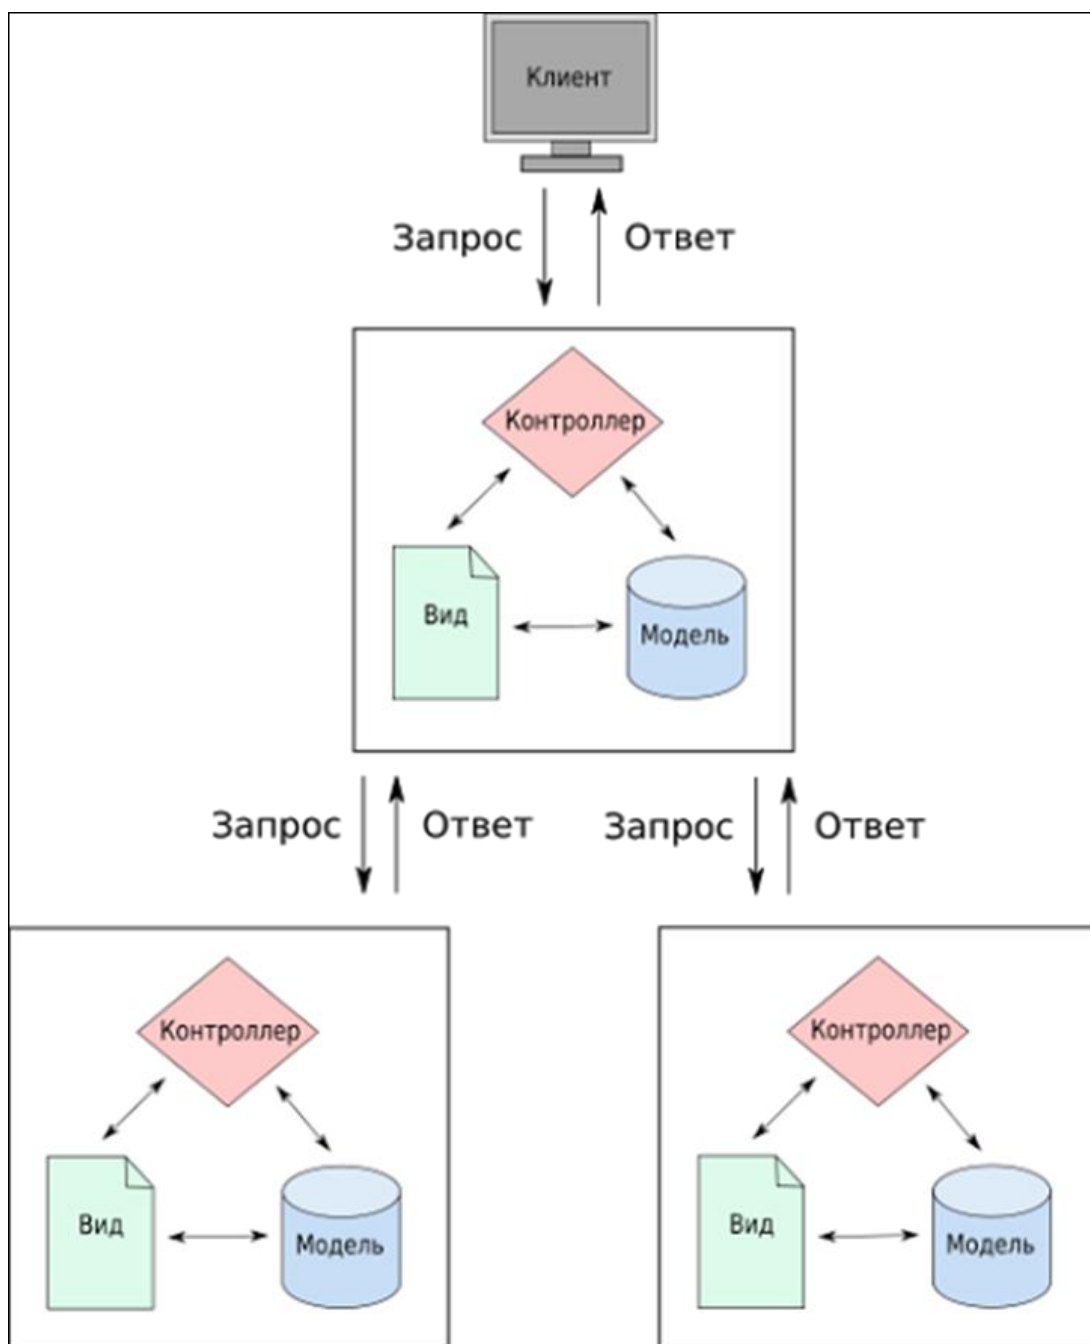 Клиент
Запрос
Ответ
Контроллер
Вид
Модель
Запрос
Ответ
Запрос
Ответ
Контроллер
Вид
Модель
Контроллер
Вид
Модель